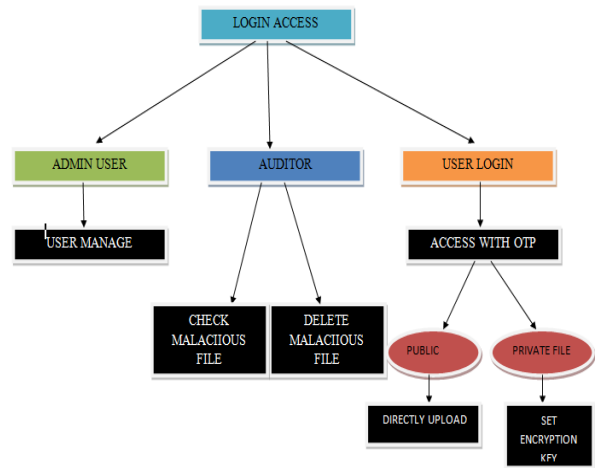 LOGIN ACCESS
ADMIN USER
AUDITOR
USER LOGIN
USER MANAGE
ACCESS WITH OTP
CHECK
MALACIIOUS
FILE
DELETE
MALACIIOUS
FILE
PUBLIC
PRIVATE FILE
DIRECTLY UPLOAD
SET
ENCRYPTION
KEY